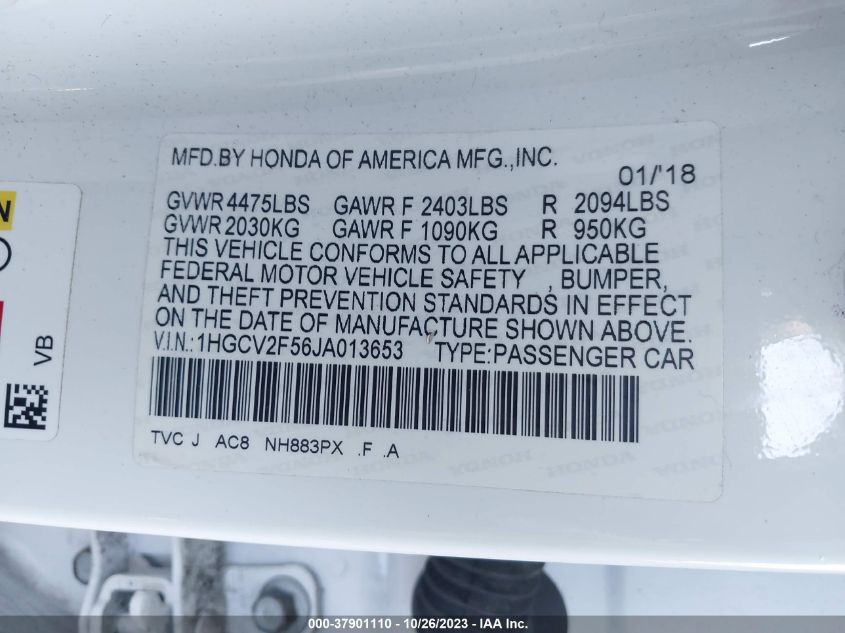 MFD.BY HONDA OF AMERICA MFG.,INC.
01/'18
GVWR 4475LBS GAWR F 2403LBS R 2094LBS
GVWR 2030KG GAWR F 1090KG R 950KG
THIS VEHICLE CONFORMS TO ALL APPLICABLE
FEDERAL MOTOR VEHICLE SAFETY , BUMPER,
AND THEFT PREVENTION STANDARDS IN EFFECT
ON THE DATE OF MANUFACTURE SHOWN ABOVE.
V.I.N.: 1HGCV2F56JA013653 TYPE:PASSENGER CAR
TVC J AC8 NH883PX .F .A
N
VB
000-37901110 | 10/26/2023 - IAA Inc.